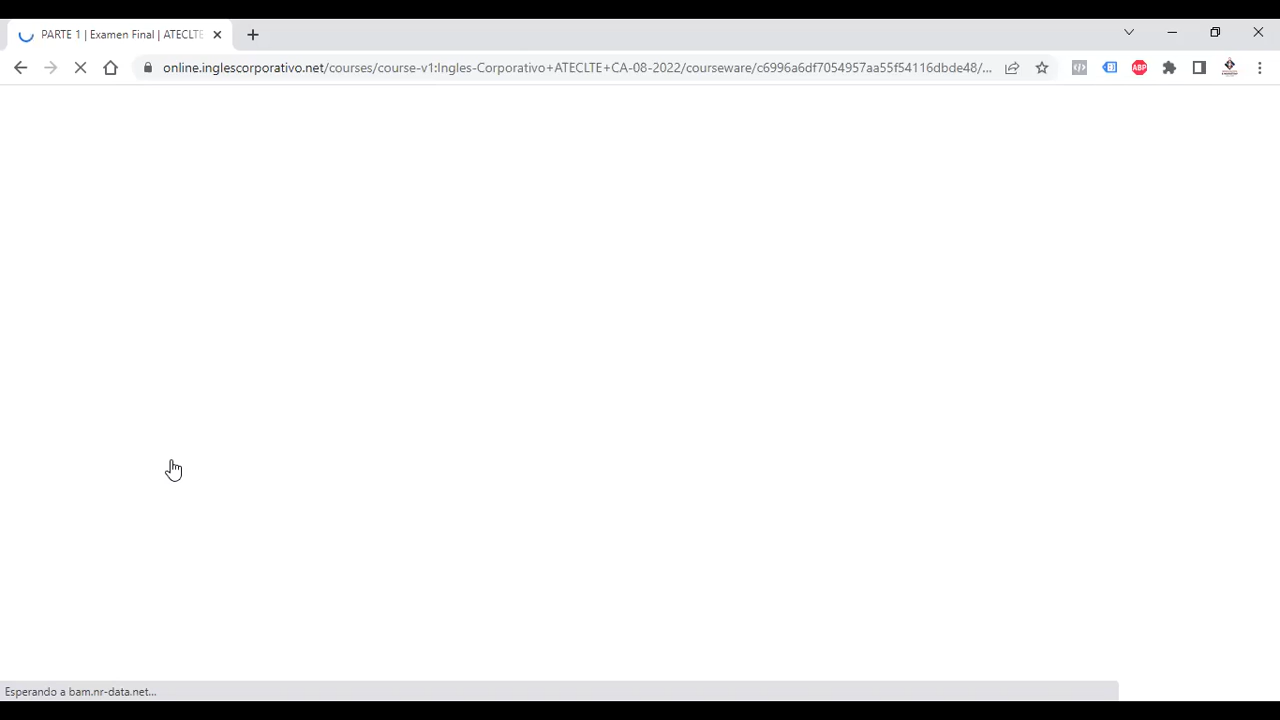 PARTE 1 | Examen Final | ATECLTE
online.inglescorporativo.net/courses/course-v1:Ingles-Corporativo+ATECLTE+CA-08-2022/courseware/c6996a6df7054957aa55f54116dbde48/...
ABP
Esperando a bam.nr-data.net...